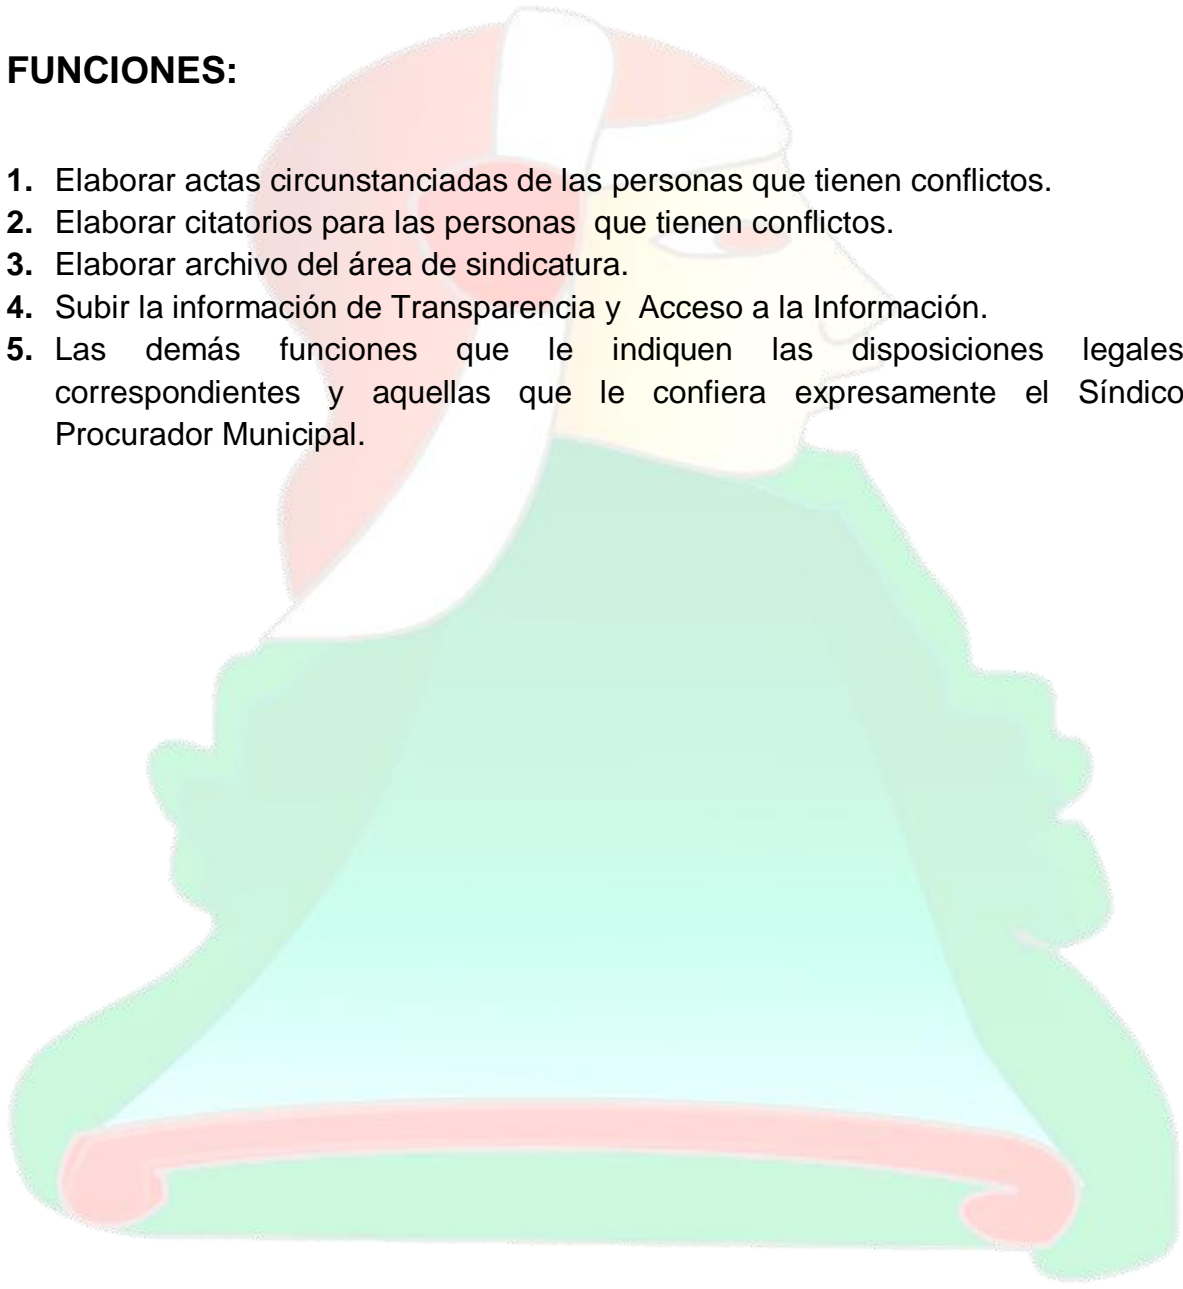 FUNCIONES:
1. Elaborar actas circunstanciadas de las personas que tienen conflictos.
2. Elaborar citatorios para las personas  que tienen conflictos.
3. Elaborar archivo del área de sindicatura.
4. Subir la información de Transparencia y  Acceso a la Información.
5. Las demás funciones que le indiquen las disposiciones legales
correspondientes y aquellas que le confiera expresamente el Síndico
Procurador Municipal.